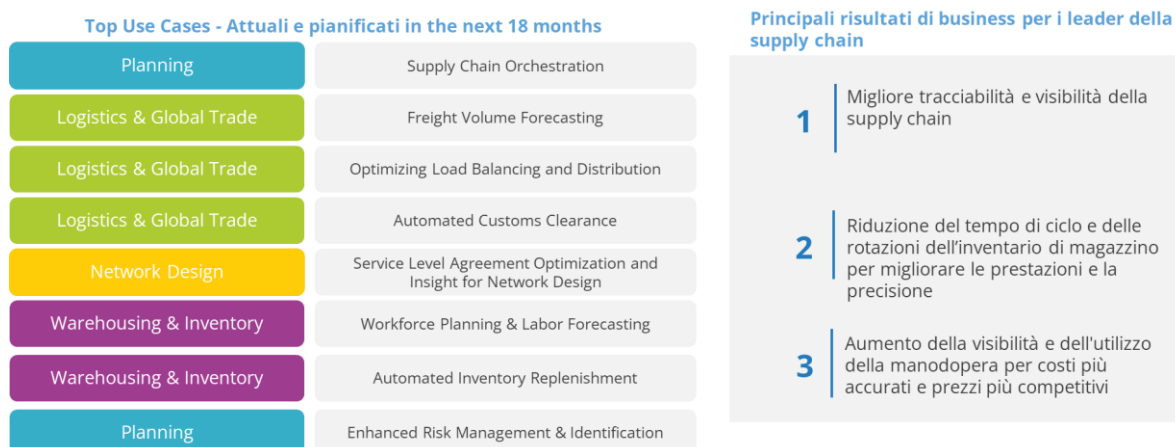 Top Use Cases - Attuali e pianificati in the next 18 months
Planning
Supply Chain Orchestration
Logistics & Global Trade
Freight Volume Forecasting
Logistics & Global Trade
Optimizing Load Balancing and Distribution
Logistics & Global Trade
Automated Customs Clearance
Network Design
Service Level Agreement Optimization and
Insight for Network Design
Warehousing & Inventory
Workforce Planning & Labor Forecasting
Warehousing & Inventory
Automated Inventory Replenishment
Planning
Enhanced Risk Management & Identification
Principali risultati di business per i leader della
supply chain
1
Migliore tracciabilità e visibilità della
supply chain
2
Riduzione del tempo di ciclo e delle
rotazioni dell’inventario di magazzino
per migliorare le prestazioni e la
precisione
3
Aumento della visibilità e dell'utilizzo
della manodopera per costi più
accurati e prezzi più competitivi